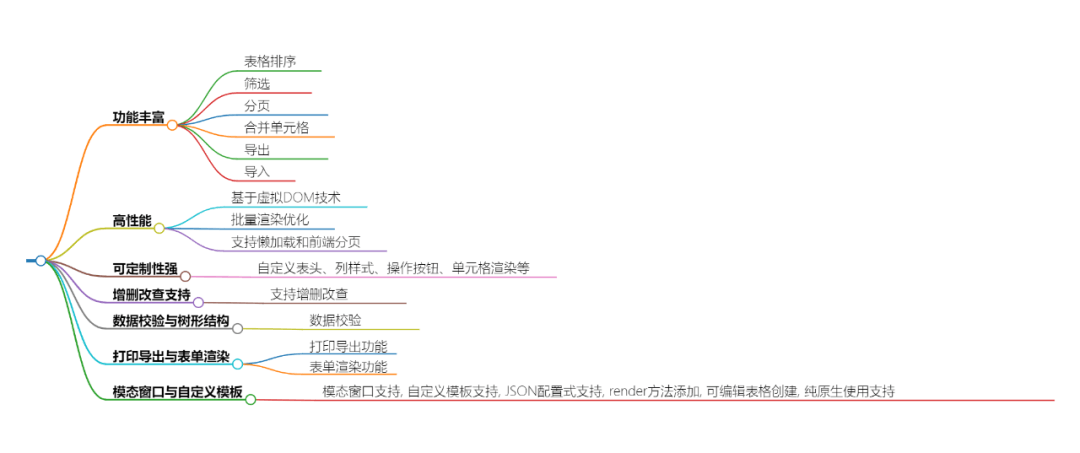 功能丰富
表格排序
筛选
分页
合并单元格
导出
导入
高性能
基于虚拟DOM技术
批量渲染优化
支持懒加载和前端分页
可定制性强
自定义表头、列样式、操作按钮、单元格渲染等
增删改查支持
支持增删改查
数据校验与树形结构
数据校验
打印导出与表单渲染
打印导出功能
表单渲染功能
模态窗口与自定义模板
模态窗口支持, 自定义模板支持, JSON配置式支持, render方法添加, 可编辑表格创建, 纯原生使用支持